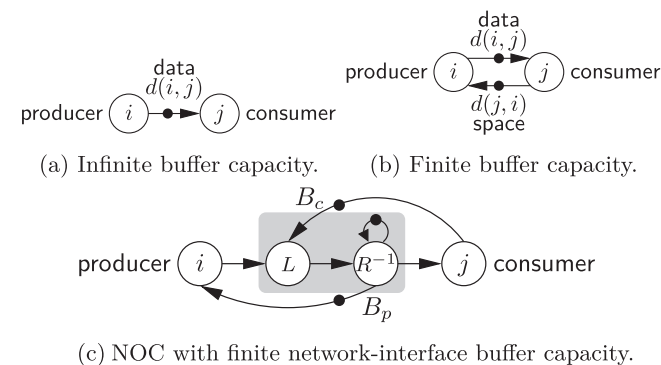 data
d(i, j)
producer i j consumer
(a) Infinite buffer capacity.
data
d(i, j)
producer i j consumer
d(j, i)
space
(b) Finite buffer capacity.
B_c
producer i L R^{-1} j consumer
B_p
(c) NOC with finite network-interface buffer capacity.